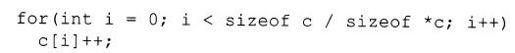 for(int i = 0; i < sizeof c / sizeof *c; i++)
c[i]++;